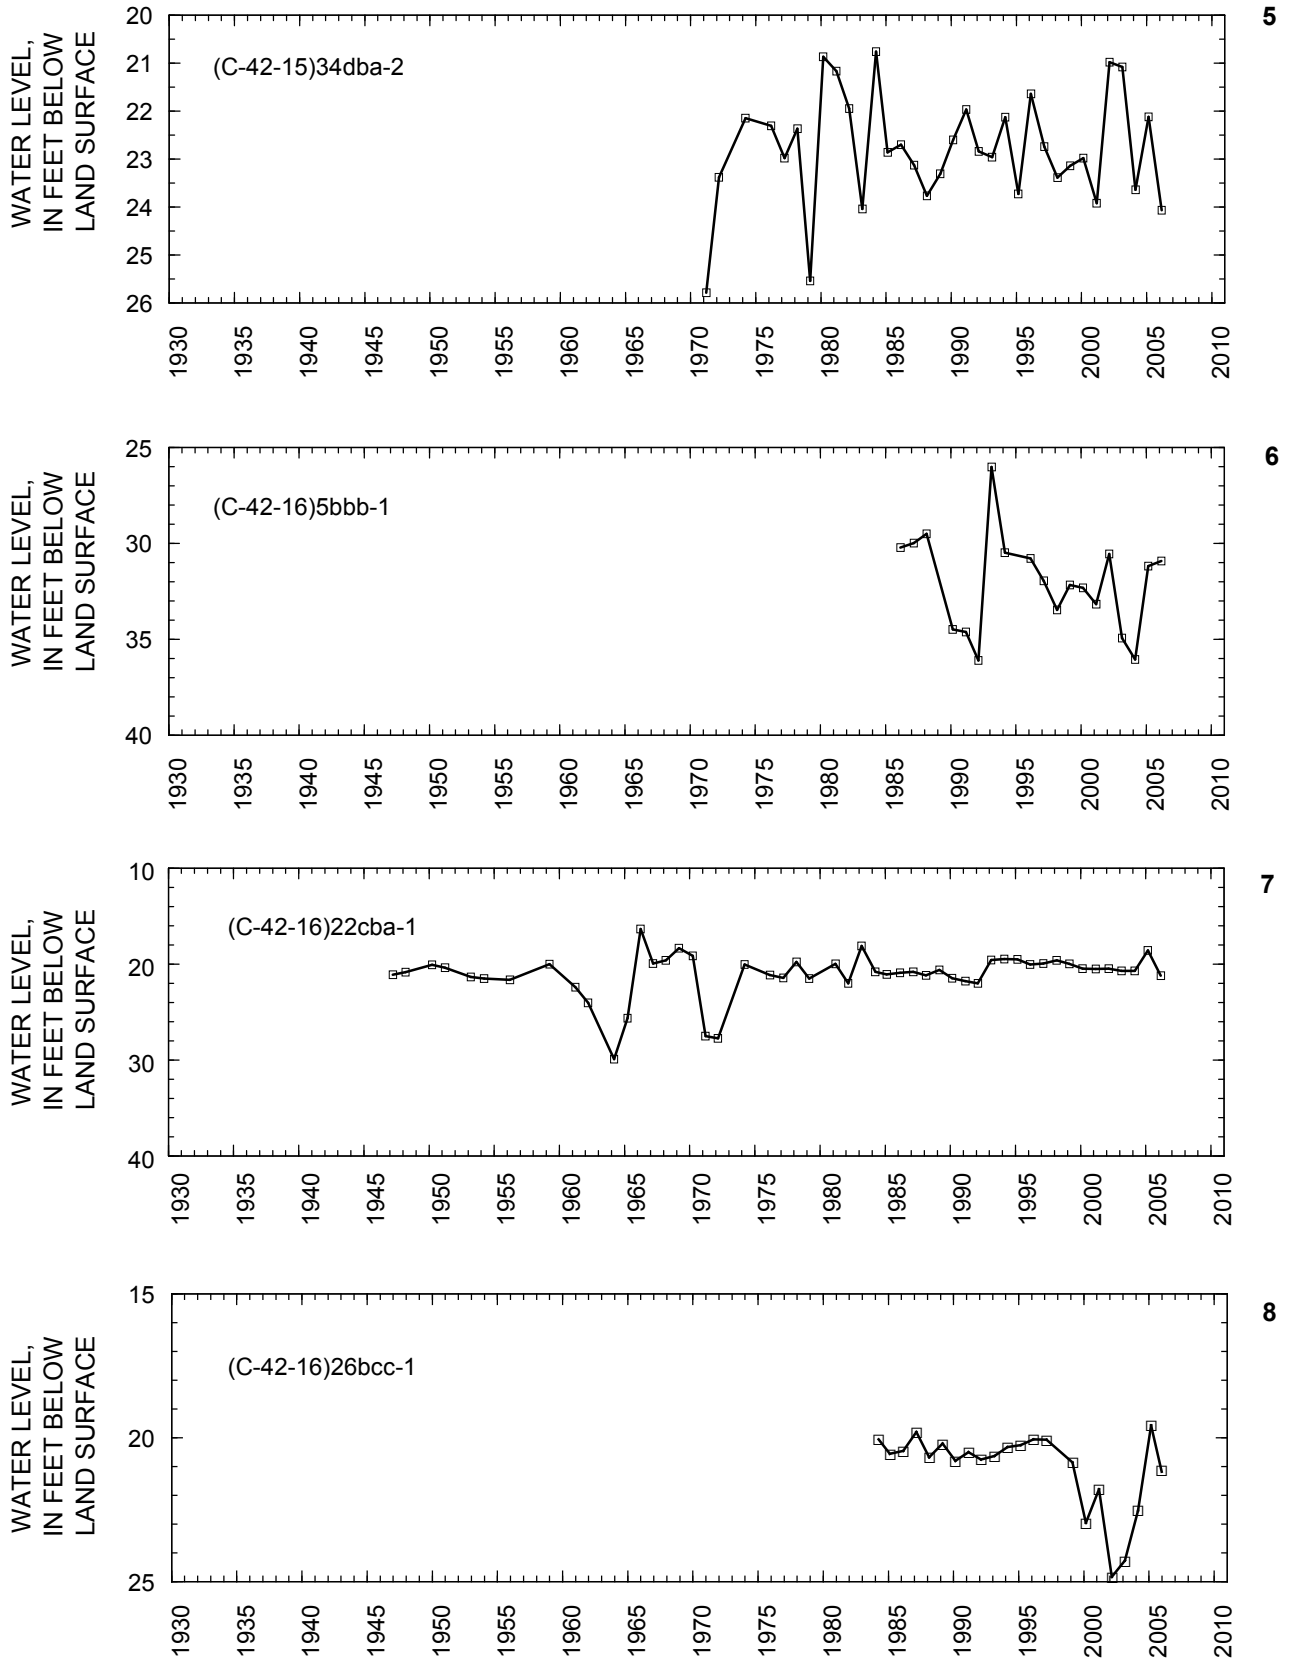 5
WATER LEVEL,
IN FEET BELOW
LAND SURFACE
20
21
22
23
24
25
26
(C-42-15)34dba-2
1930 1935 1940 1945 1950 1955 1960 1965 1970 1975 1980 1985 1990 1995 2000 2005 2010
6
WATER LEVEL,
IN FEET BELOW
LAND SURFACE
25
30
35
40
(C-42-16)5bbb-1
1930 1935 1940 1945 1950 1955 1960 1965 1970 1975 1980 1985 1990 1995 2000 2005 2010
7
WATER LEVEL,
IN FEET BELOW
LAND SURFACE
10
20
30
40
(C-42-16)22cba-1
1930 1935 1940 1945 1950 1955 1960 1965 1970 1975 1980 1985 1990 1995 2000 2005 2010
8
WATER LEVEL,
IN FEET BELOW
LAND SURFACE
15
20
25
(C-42-16)26bcc-1
1930 1935 1940 1945 1950 1955 1960 1965 1970 1975 1980 1985 1990 1995 2000 2005 2010